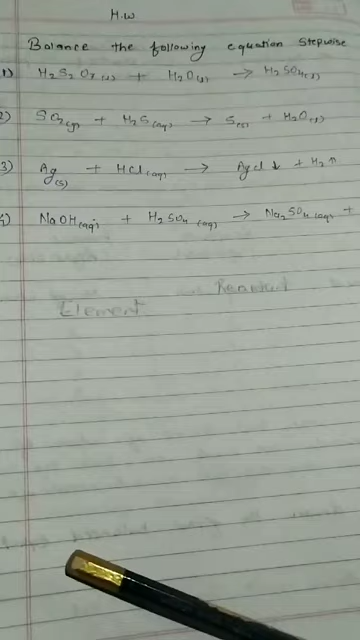 H.W
Balance the following equation Stepwise
1) H₂S₂O₇(l) + H₂O(l) → H₂SO₄(l)
2) SO₂(g) + H₂S(aq) → S(s) + H₂O(l)
3) Ag(s) + HCl(aq) → AgCl ↓ + H₂ ↑
4) NaOH(aq) + H₂SO₄(aq) → Na₂SO₄(aq) +
Element